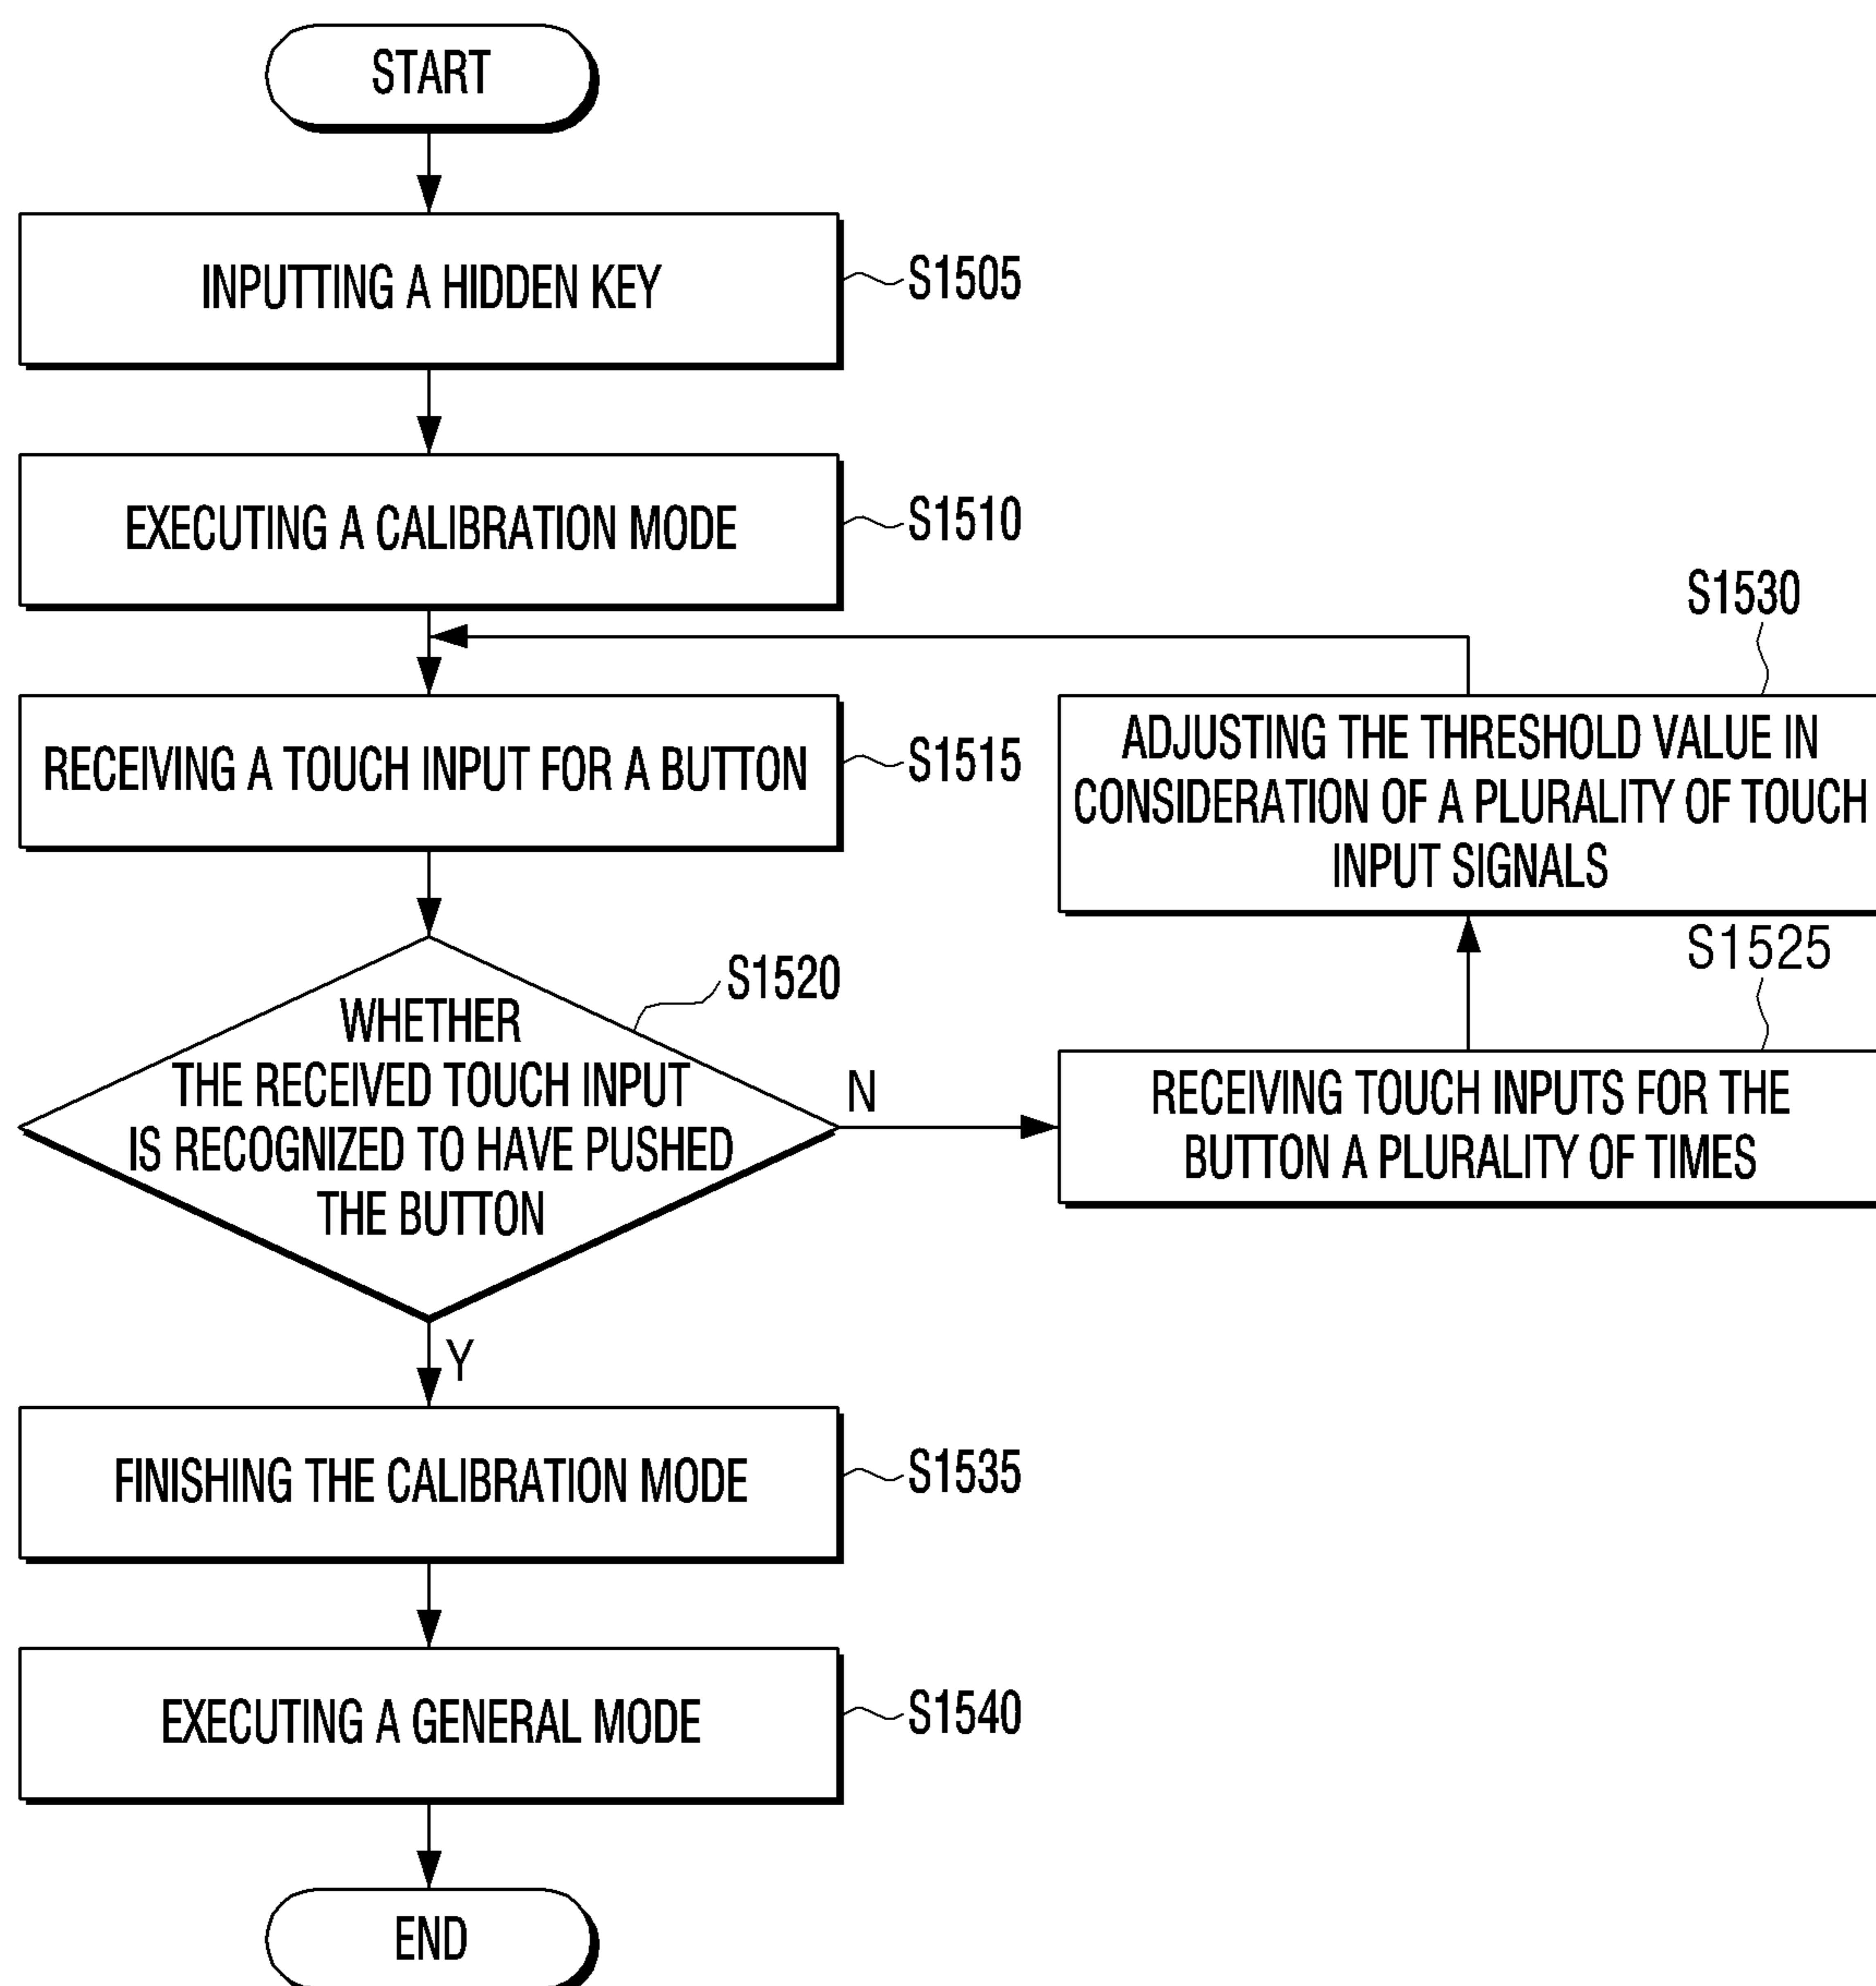 START
INPUTTING A HIDDEN KEY
S1505
EXECUTING A CALIBRATION MODE
S1510
RECEIVING A TOUCH INPUT FOR A BUTTON
S1515
WHETHER
THE RECEIVED TOUCH INPUT
IS RECOGNIZED TO HAVE PUSHED
THE BUTTON
S1520
N
Y
S1530
ADJUSTING THE THRESHOLD VALUE IN
CONSIDERATION OF A PLURALITY OF TOUCH
INPUT SIGNALS
S1525
RECEIVING TOUCH INPUTS FOR THE
BUTTON A PLURALITY OF TIMES
FINISHING THE CALIBRATION MODE
S1535
EXECUTING A GENERAL MODE
S1540
END